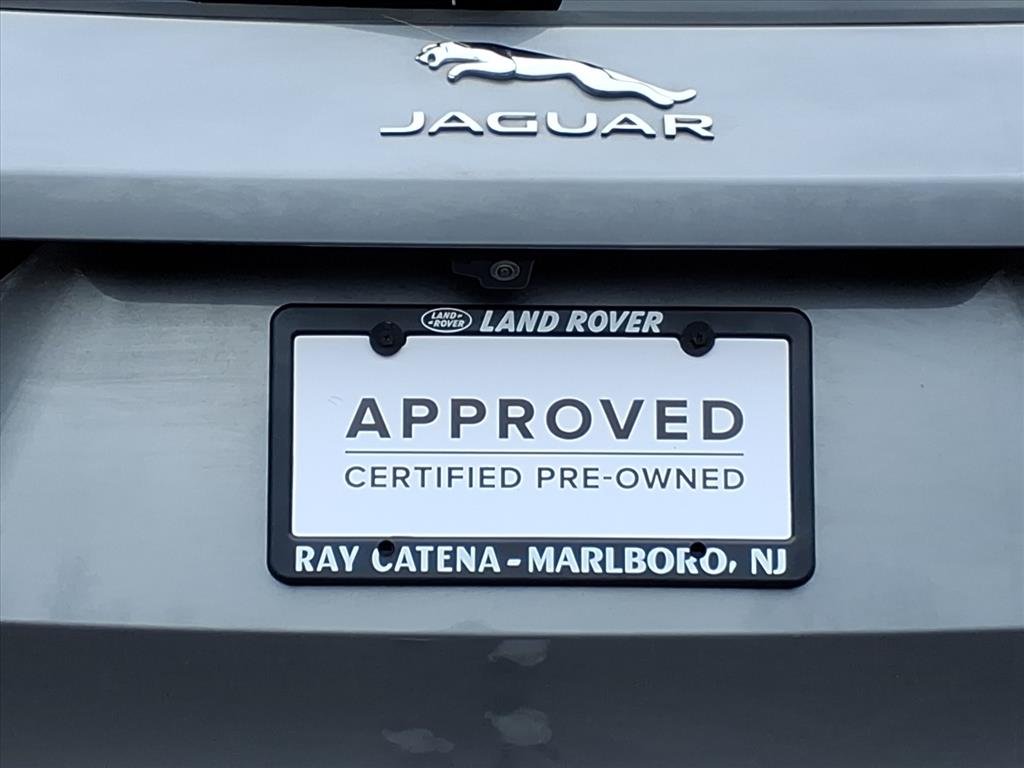 JAGUAR
LAND-
-ROVER
LAND ROVER
APPROVED
CERTIFIED PRE-OWNED
RAY CATENA - MARLBORO, NJ